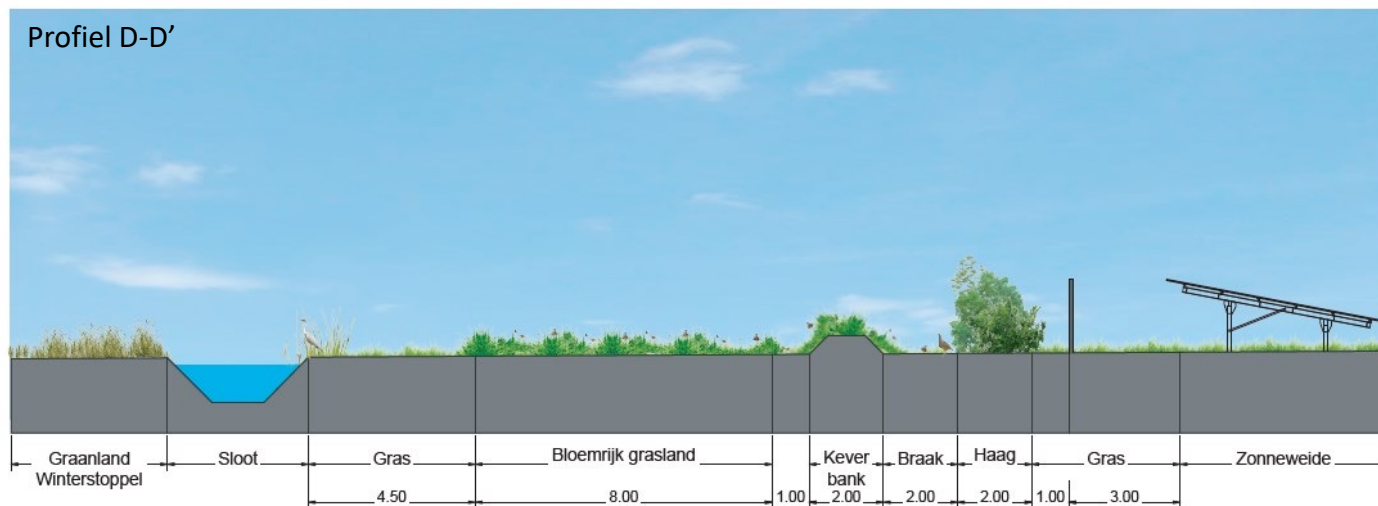 Profiel D-D'
Graanland
Winterstoppel
Sloot
Gras
Bloemrijk grasland
Kever
bank
Braak
Haag
Gras
Zonneweide
4.50
8.00
1.00
2.00
2.00
2.00
1.00
3.00